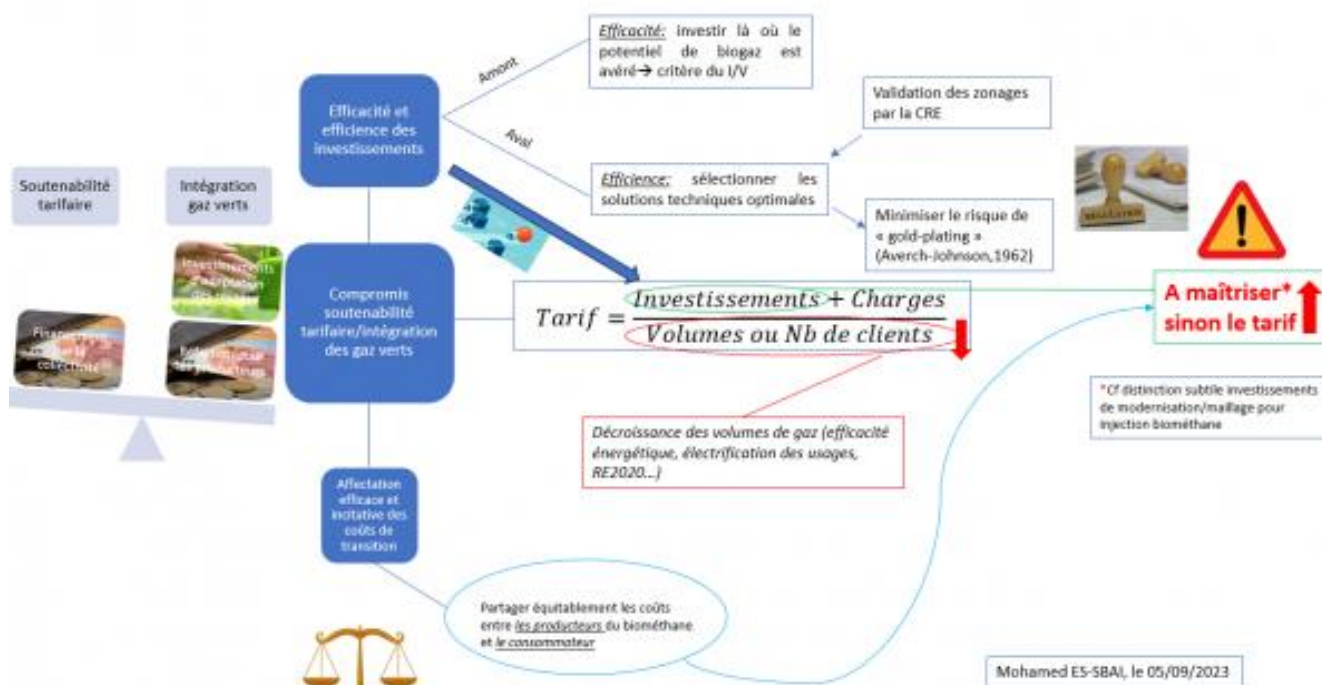 Efficacité: investir là où le
potentiel de biogaz est
avéré→ critère du I/V
Amont
Efficacité et
efficience des
investissements
Aval
Validation des zonages
par la CRE
Soutenabilité
tarifaire
Intégration
gaz verts
Efficience: sélectionner les
solutions techniques optimales
Minimiser le risque de
« gold-plating »
(Averch-Johnson,1962)
REGULATION
Investissements
Compromis
soutenabilité
tarifaire/intégration
des gaz verts
Tarif = Investissements + Charges
Volumes ou Nb de clients
A maîtriser*
sinon le tarif
collectivité
les producteurs
*Cf distinction subtile investissements
de modernisation/maillage pour
injection biométhane
Décroissance des volumes de gaz (efficacité
énergétique, électrification des usages,
RE2020...)
Affectation
efficace et
incitative des
coûts de
transition
Partager équitablement les coûts
entre les producteurs du biométhane
et le consommateur
Mohamed ES-SBAI, le 05/09/2023